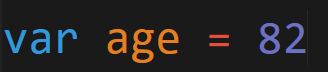 var age = 82